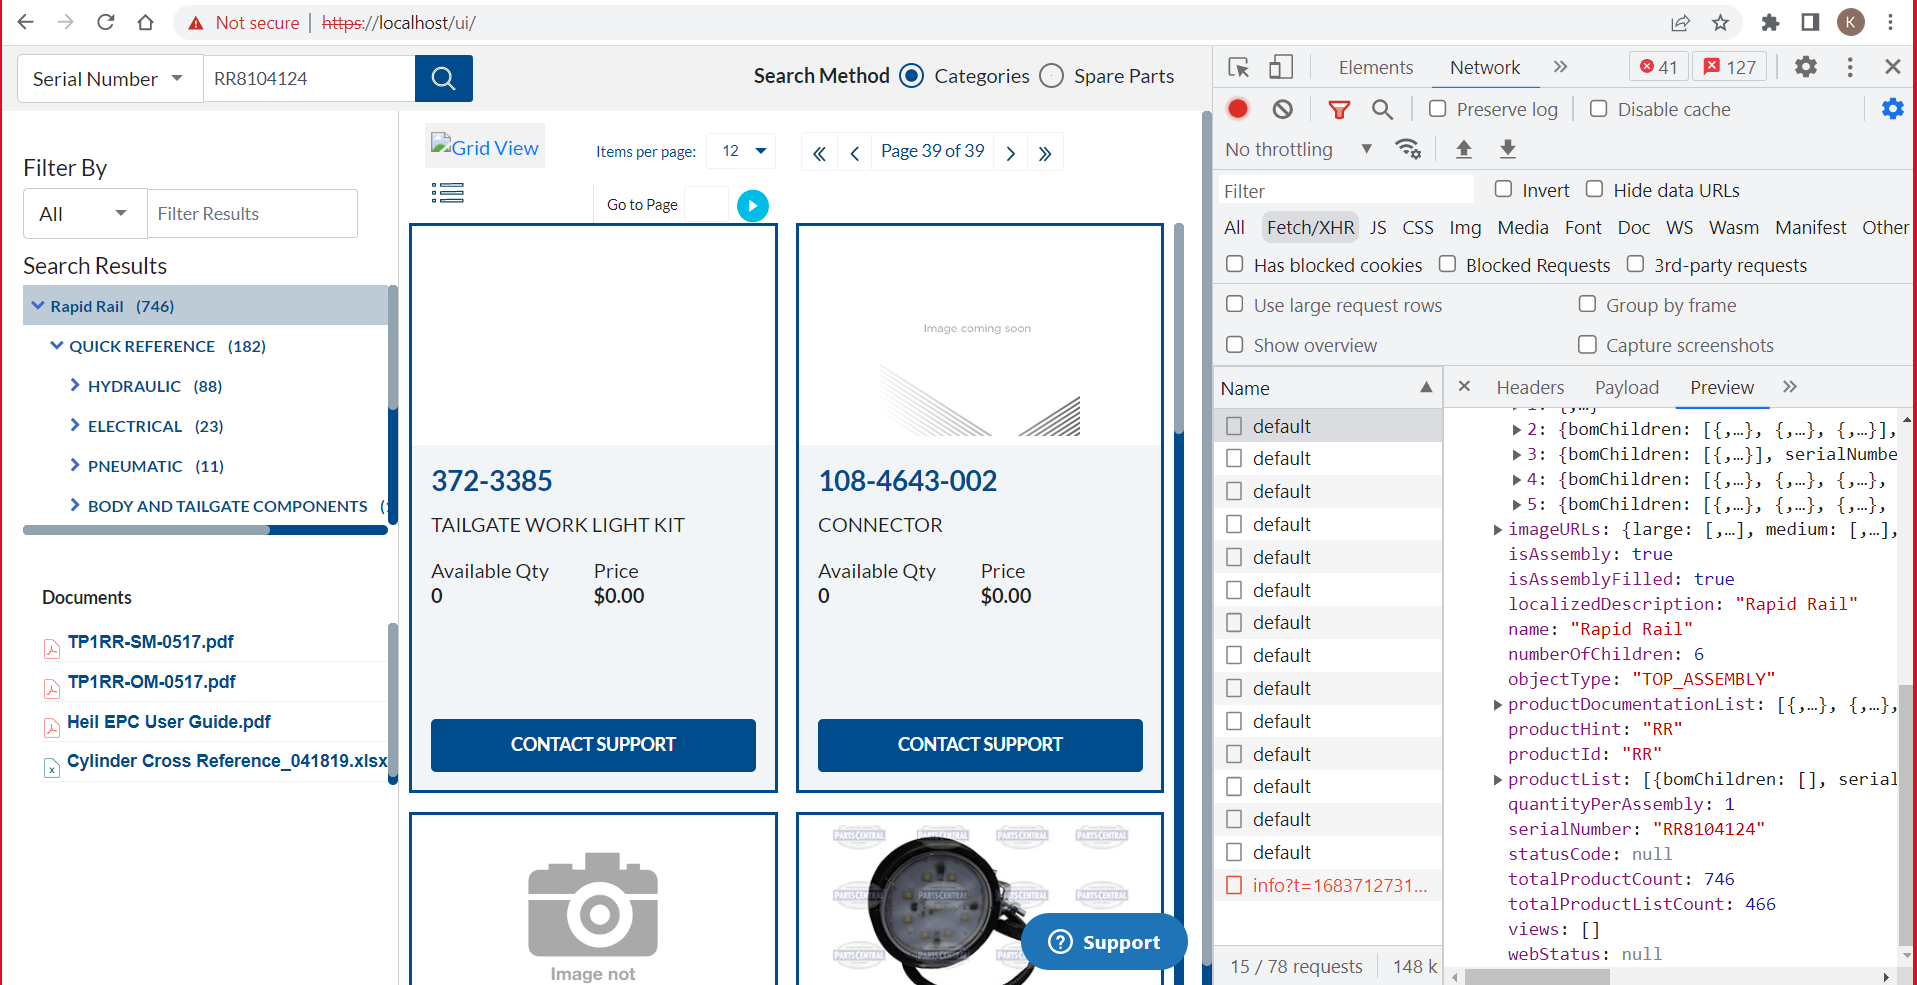 Not secure | https://localhost/ui/
K
Serial Number RR8104124
Search Method Categories Spare Parts
Filter By
All Filter Results
Search Results
Rapid Rail (746)
QUICK REFERENCE (182)
HYDRAULIC (88)
ELECTRICAL (23)
PNEUMATIC (11)
BODY AND TAILGATE COMPONENTS
Documents
TP1RR-SM-0517.pdf
TP1RR-OM-0517.pdf
Heil EPC User Guide.pdf
Cylinder Cross Reference_041819.xlsx
Grid View
Items per page: 12
Page 39 of 39
Go to Page
372-3385
TAILGATE WORK LIGHT KIT
Available Qty Price
0 $0.00
CONTACT SUPPORT
Image coming soon
108-4643-002
CONNECTOR
Available Qty Price
0 $0.00
CONTACT SUPPORT
Image not
PARTS CENTRAL
PARTS CENTRAL
PARTS CENTRAL
PARTS CENTRAL
Support
Elements Network 41 127
Preserve log Disable cache
No throttling
Filter Invert Hide data URLs
All Fetch/XHR JS CSS Img Media Font Doc WS Wasm Manifest Other
Has blocked cookies Blocked Requests 3rd-party requests
Use large request rows Group by frame
Show overview Capture screenshots
Name
default
default
default
default
default
default
default
default
default
default
default
default
default
default
info?t=1683712731...
15 / 78 requests 148 k
Headers Payload Preview
1: {,…}
2: {bomChildren: [{,…}, {,…}, {,…}],
3: {bomChildren: [{,…}], serialNumbe
4: {bomChildren: [{,…}, {,…}, {,…},
5: {bomChildren: [{,…}, {,…}, {,…},
imageURLs: {large: [,…], medium: [,…],
isAssembly: true
isAssemblyFilled: true
localizedDescription: "Rapid Rail"
name: "Rapid Rail"
numberOfChildren: 6
objectType: "TOP_ASSEMBLY"
productDocumentationList: [{,…}, {,…},
productHint: "RR"
productId: "RR"
productList: [{bomChildren: [], serial
quantityPerAssembly: 1
serialNumber: "RR8104124"
statusCode: null
totalProductCount: 746
totalProductListCount: 466
views: []
webStatus: null